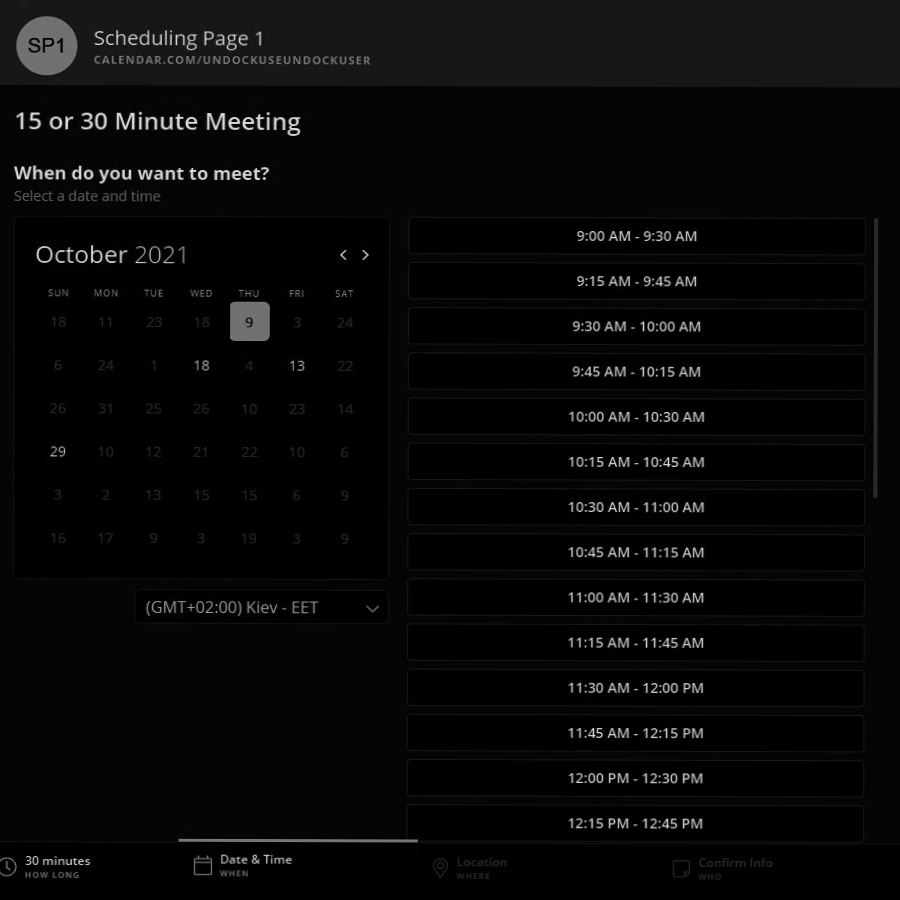 SP1
Scheduling Page 1
CALENDAR.COM/UNDOCKUSEUNDOCKUSER
15 or 30 Minute Meeting
When do you want to meet?
Select a date and time
October 2021
SUN MON TUE WED THU FRI SAT
18 11 23 18 9 3 24
6 24 1 18 4 13 22
26 31 25 26 10 23 14
29 10 12 21 22 10 6
3 2 13 15 15 6 9
16 17 9 3 19 3 9
(GMT+02:00) Kiev - EET
9:00 AM - 9:30 AM
9:15 AM - 9:45 AM
9:30 AM - 10:00 AM
9:45 AM - 10:15 AM
10:00 AM - 10:30 AM
10:15 AM - 10:45 AM
10:30 AM - 11:00 AM
10:45 AM - 11:15 AM
11:00 AM - 11:30 AM
11:15 AM - 11:45 AM
11:30 AM - 12:00 PM
11:45 AM - 12:15 PM
12:00 PM - 12:30 PM
12:15 PM - 12:45 PM
30 minutes
HOW LONG
Date & Time
WHEN
Location
WHERE
Confirm Info
WHO